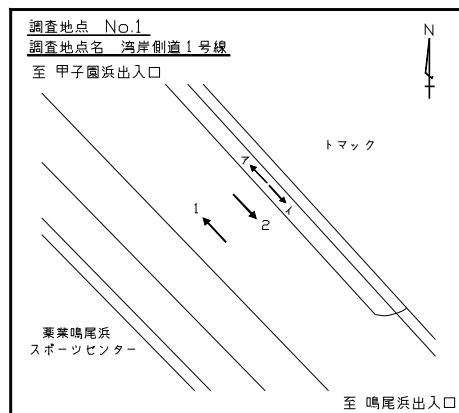 調査地点 No.1
調査地点名 湾岸側道1号線
至 甲子園浜出入口
N
トマック
ア
イ
1
2
薬業鳴尾浜
スポーツセンター
至 鳴尾浜出入口